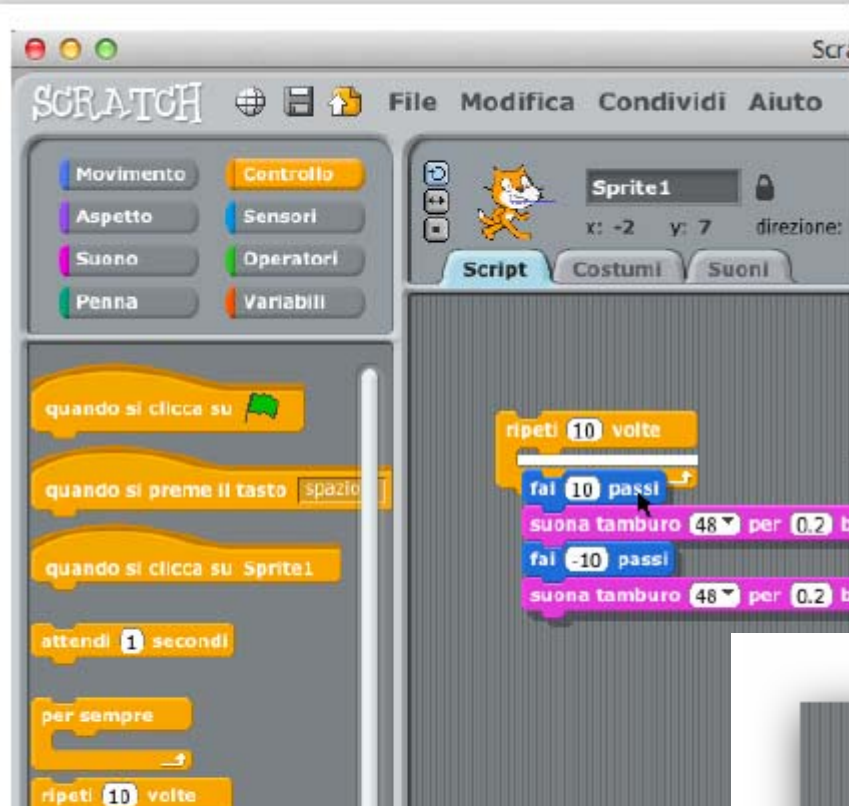 Scra
SCRATCH File Modifica Condividi Aiuto
Movimento Controllo
Aspetto Sensori
Suono Operatori
Penna Variabili
Sprite1
x: -2 y: 7 direzione:
Script Costumi Suoni
quando si clicca su
quando si preme il tasto spazio
quando si clicca su Sprite1
attendi 1 secondi
per sempre
ripeti 10 volte
ripeti 10 volte
fai 10 passi
suona tamburo 48 per 0.2 b
fai -10 passi
suona tamburo 48 per 0.2 b